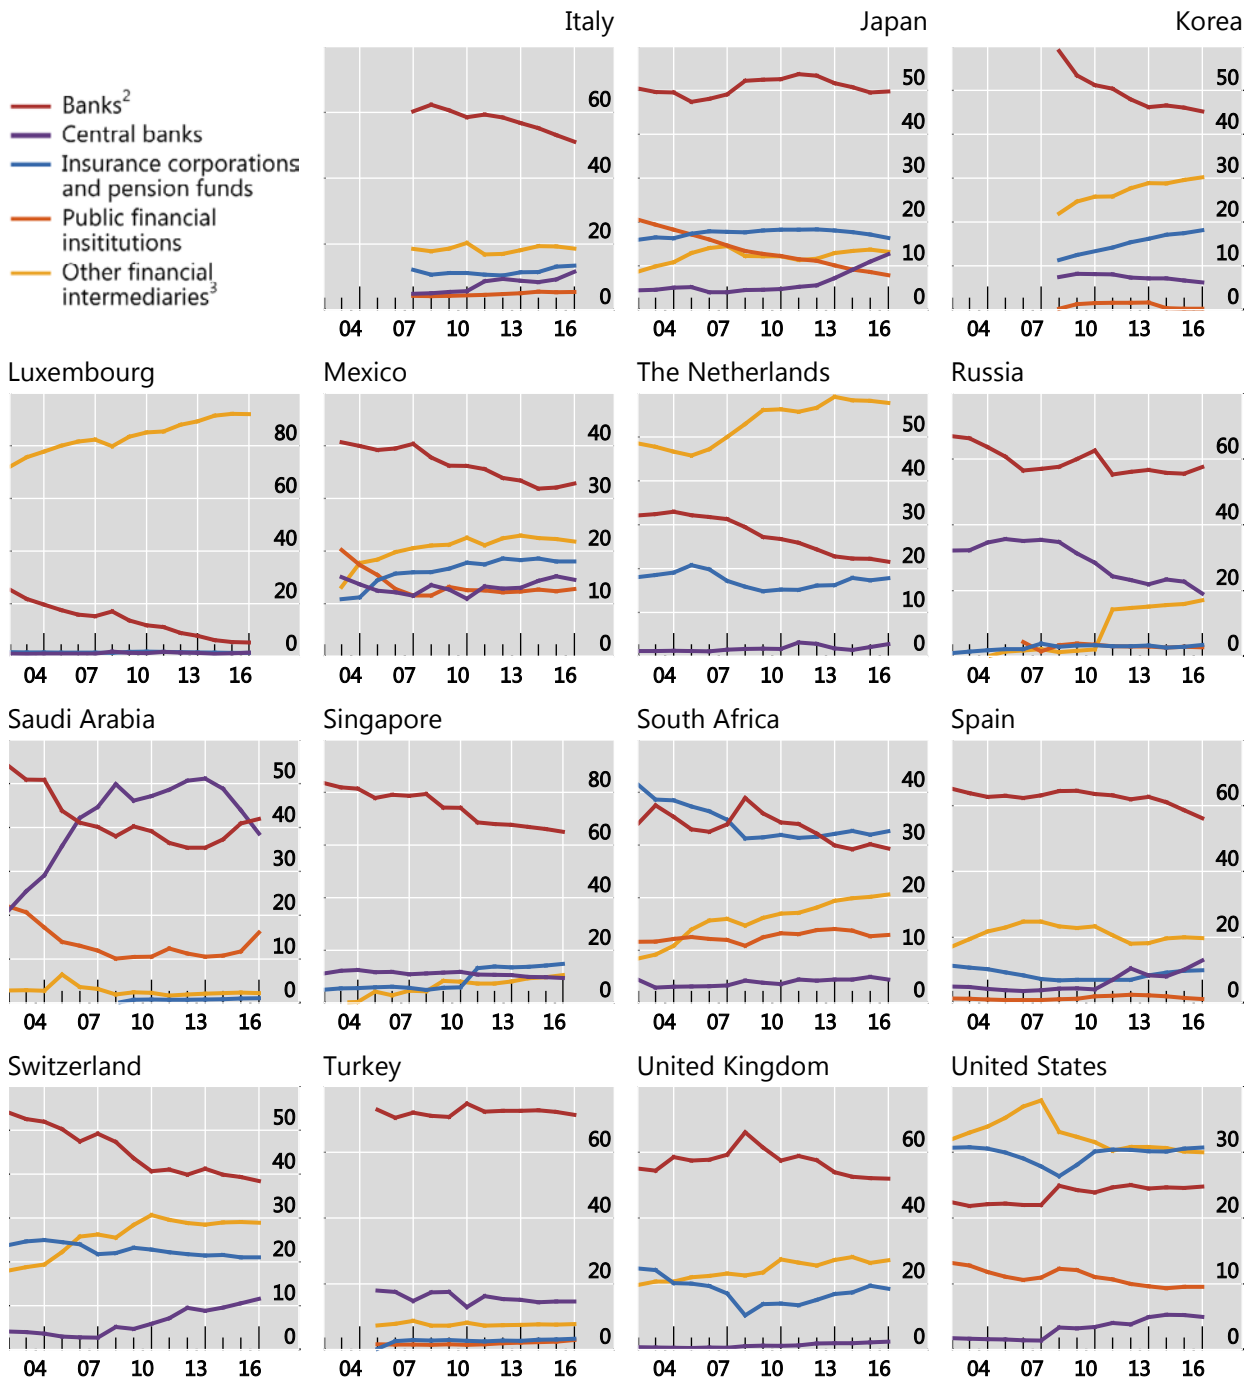 Italy
Japan
Korea
Banks2
Central banks
Insurance corporations
and pension funds
Public financial
insititutions
Other financial
intermediaries3
60
40
20
0
04 07 10 13 16
50
40
30
20
10
0
04 07 10 13 16
50
40
30
20
10
0
04 07 10 13 16
Luxembourg
80
60
40
20
0
04 07 10 13 16
Mexico
40
30
20
10
0
04 07 10 13 16
The Netherlands
50
40
30
20
10
0
04 07 10 13 16
Russia
60
40
20
0
04 07 10 13 16
Saudi Arabia
50
40
30
20
10
0
04 07 10 13 16
Singapore
80
60
40
20
0
04 07 10 13 16
South Africa
40
30
20
10
0
04 07 10 13 16
Spain
60
40
20
0
04 07 10 13 16
Switzerland
50
40
30
20
10
0
04 07 10 13 16
Turkey
60
40
20
0
04 07 10 13 16
United Kingdom
60
40
20
0
04 07 10 13 16
United States
30
20
10
0
04 07 10 13 16